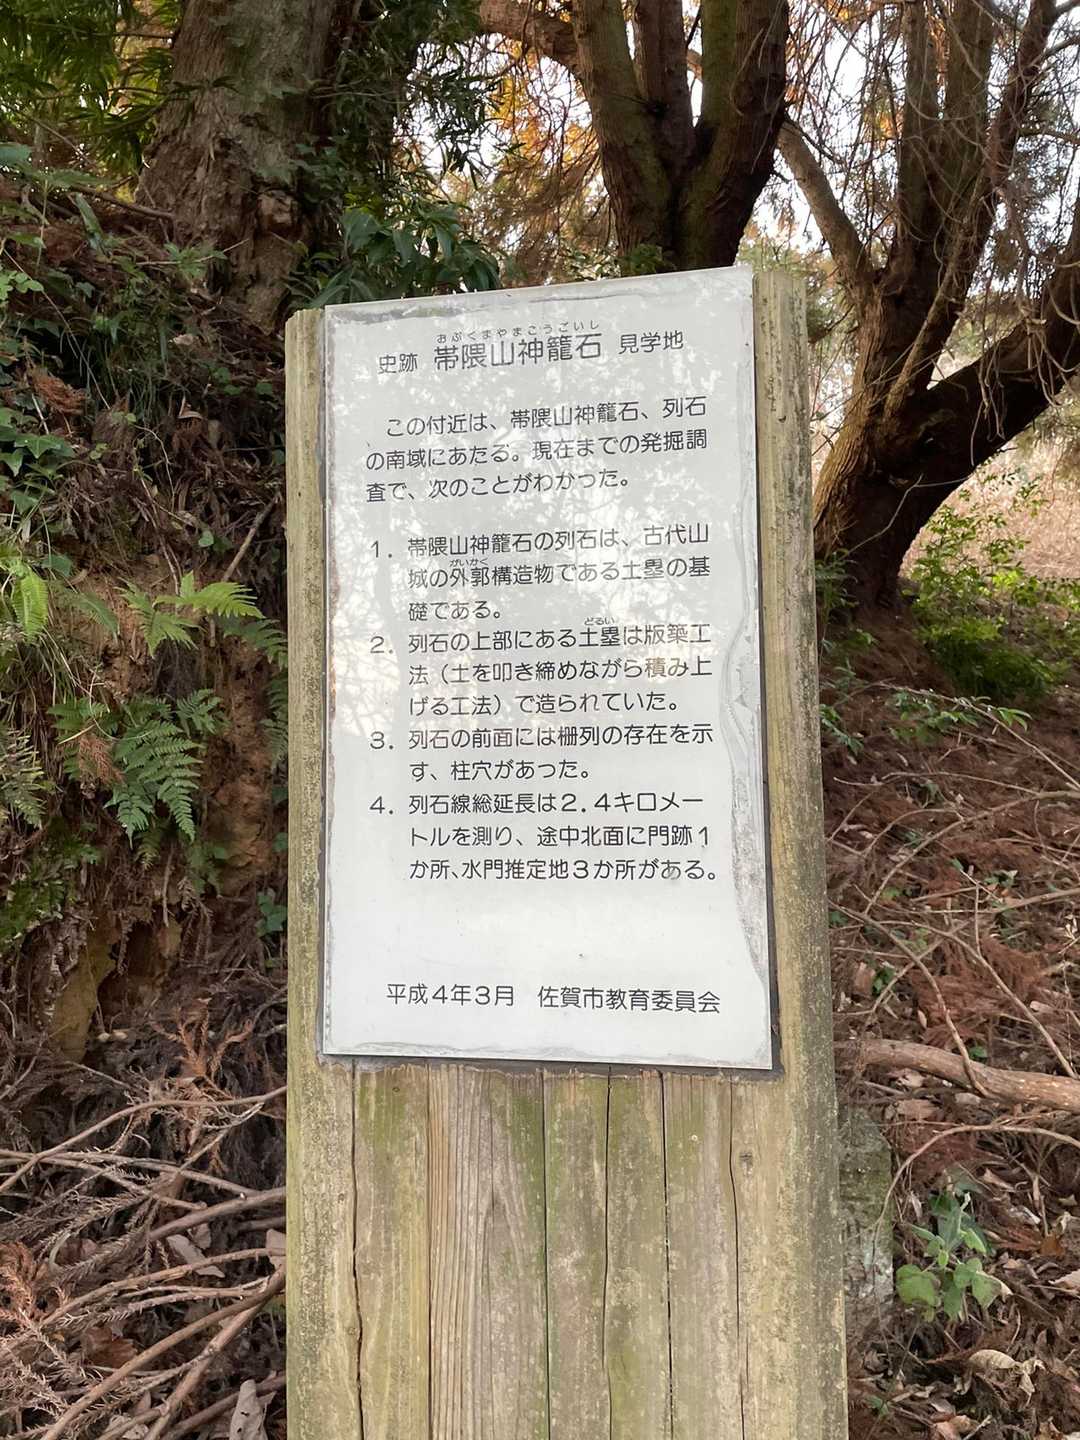 おぶくまやまこうごいし
史跡 帯隈山神籠石 見学地
この付近は、帯隈山神籠石、列石
の南域にあたる。現在までの発掘調
査で、次のことがわかった。
1. 帯隈山神籠石の列石は、古代山
がいかく
城の外郭構造物である土塁の基
礎である。
どるい
2. 列石の上部にある土塁は版築工
法（土を叩き締めながら積み上
げる工法）で造られていた。
3. 列石の前面には柵列の存在を示
す、柱穴があった。
4. 列石線総延長は2.4キロメー
トルを測り、途中北面に門跡1
か所、水門推定地3か所がある。
平成4年3月 佐賀市教育委員会